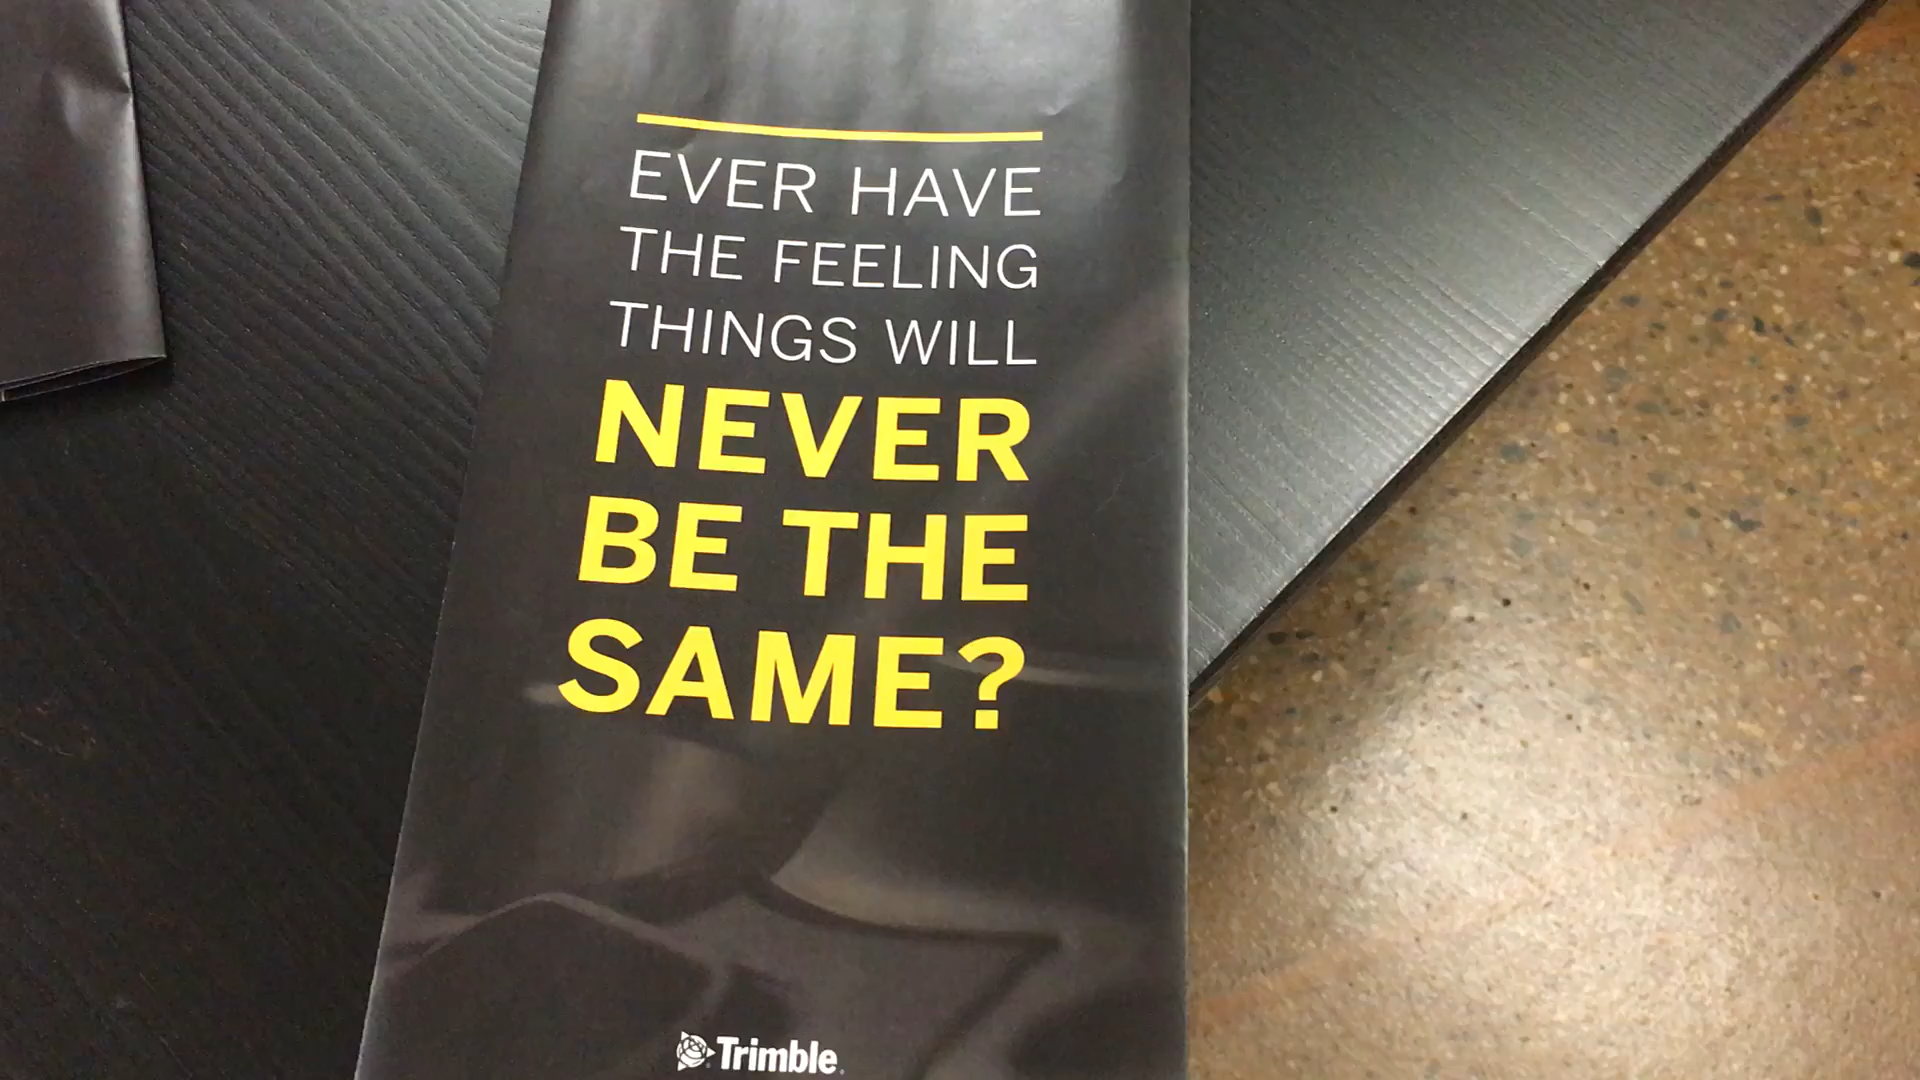 EVER HAVE
THE FEELING
THINGS WILL
NEVER
BE THE
SAME?
Trimble